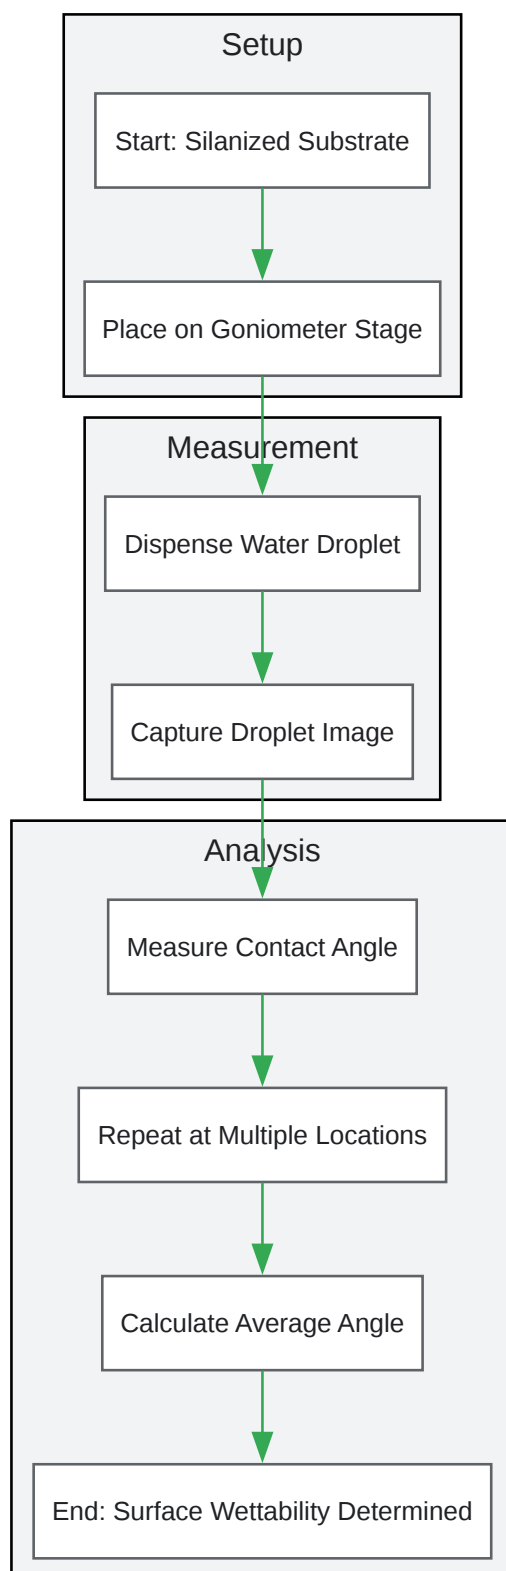 Setup
Start: Silanized Substrate
Place on Goniometer Stage
Measurement
Dispense Water Droplet
Capture Droplet Image
Analysis
Measure Contact Angle
Repeat at Multiple Locations
Calculate Average Angle
End: Surface Wettability Determined